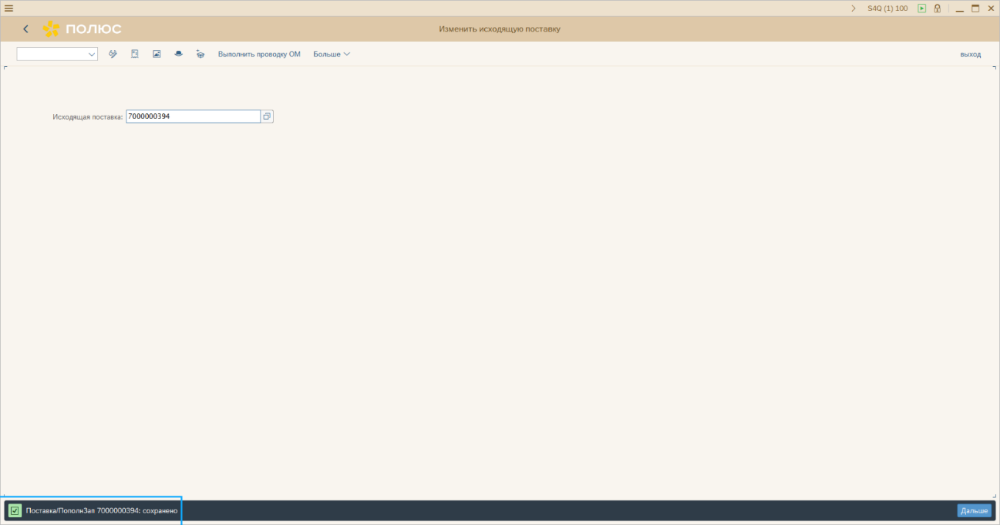 S4Q (1) 100
ПОЛЮС
Изменить исходящую поставку
Выполнить проводку ОМ
Больше
выход
Исходящая поставка: 7000000394
Поставка/ПополнЗап 7000000394: сохранено
Дальше